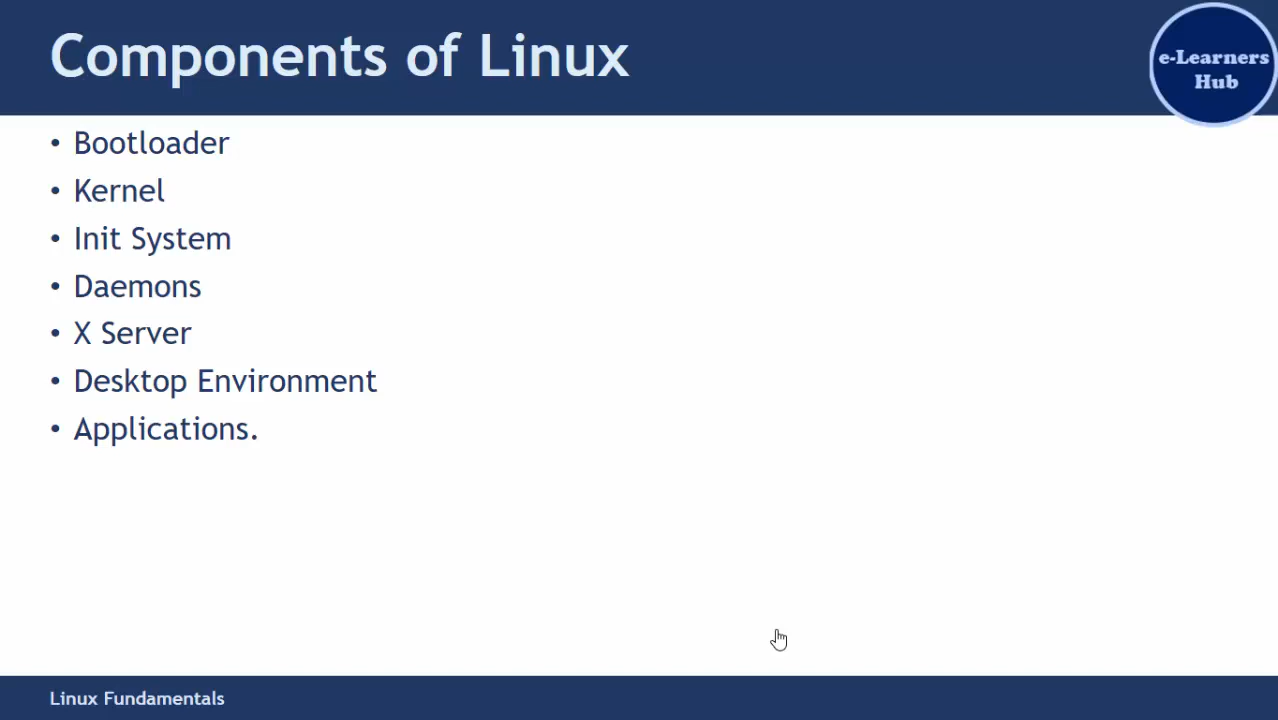 Components of Linux
e-Learners
Hub
• Bootloader
• Kernel
• Init System
• Daemons
• X Server
• Desktop Environment
• Applications.
Linux Fundamentals